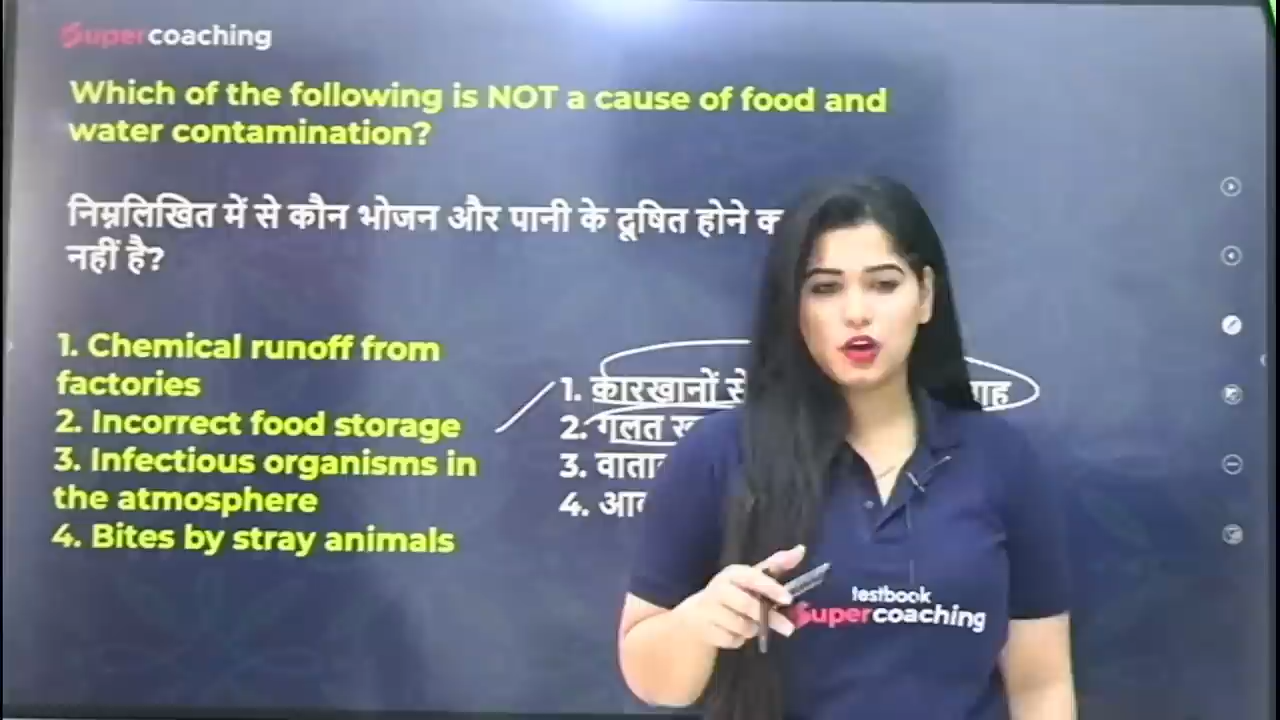 Supercoaching
Which of the following is NOT a cause of food and
water contamination?
निम्नलिखित में से कौन भोजन और पानी के दूषित होने
नहीं है?
1. Chemical runoff from
factories
2. Incorrect food storage
3. Infectious organisms in
the atmosphere
4. Bites by stray animals
1. कारखानों से
2. गलत
3.
4.
testbook
Supercoaching